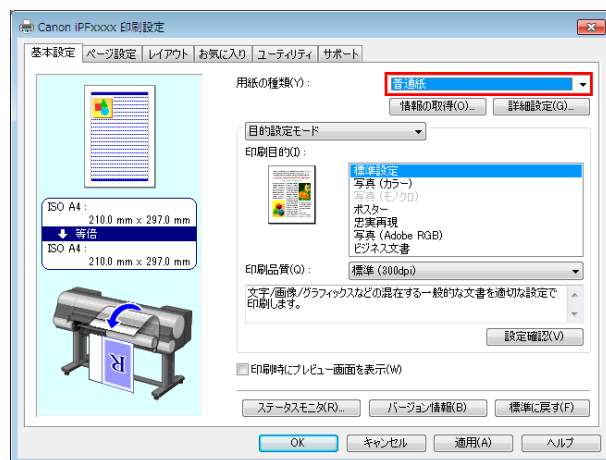 Canon iPFxxxx 印刷設定
基本設定 ページ設定 レイアウト お気に入り ユーティリティ サポート
用紙の種類(Y) : 普通紙
情報の取得(O)... 詳細設定(G)...
目的設定モード
印刷目的(I) :
標準設定
写真 (カラー)
写真 (モノクロ)
ポスター
忠実再現
写真 (Adobe RGB)
ビジネス文書
ISO A4 :
210.0 mm x 297.0 mm
等倍
ISO A4 :
210.0 mm x 297.0 mm
印刷品質(Q) : 標準 (300dpi)
文字/画像/グラフィックスなどの混在する一般的な文書を適切な設定で
印刷します。
設定確認(V)
R
印刷時にプレビュー画面を表示(W)
ステータスモニタ(R)... バージョン情報(B) 標準に戻す(F)
OK キャンセル 適用(A) ヘルプ